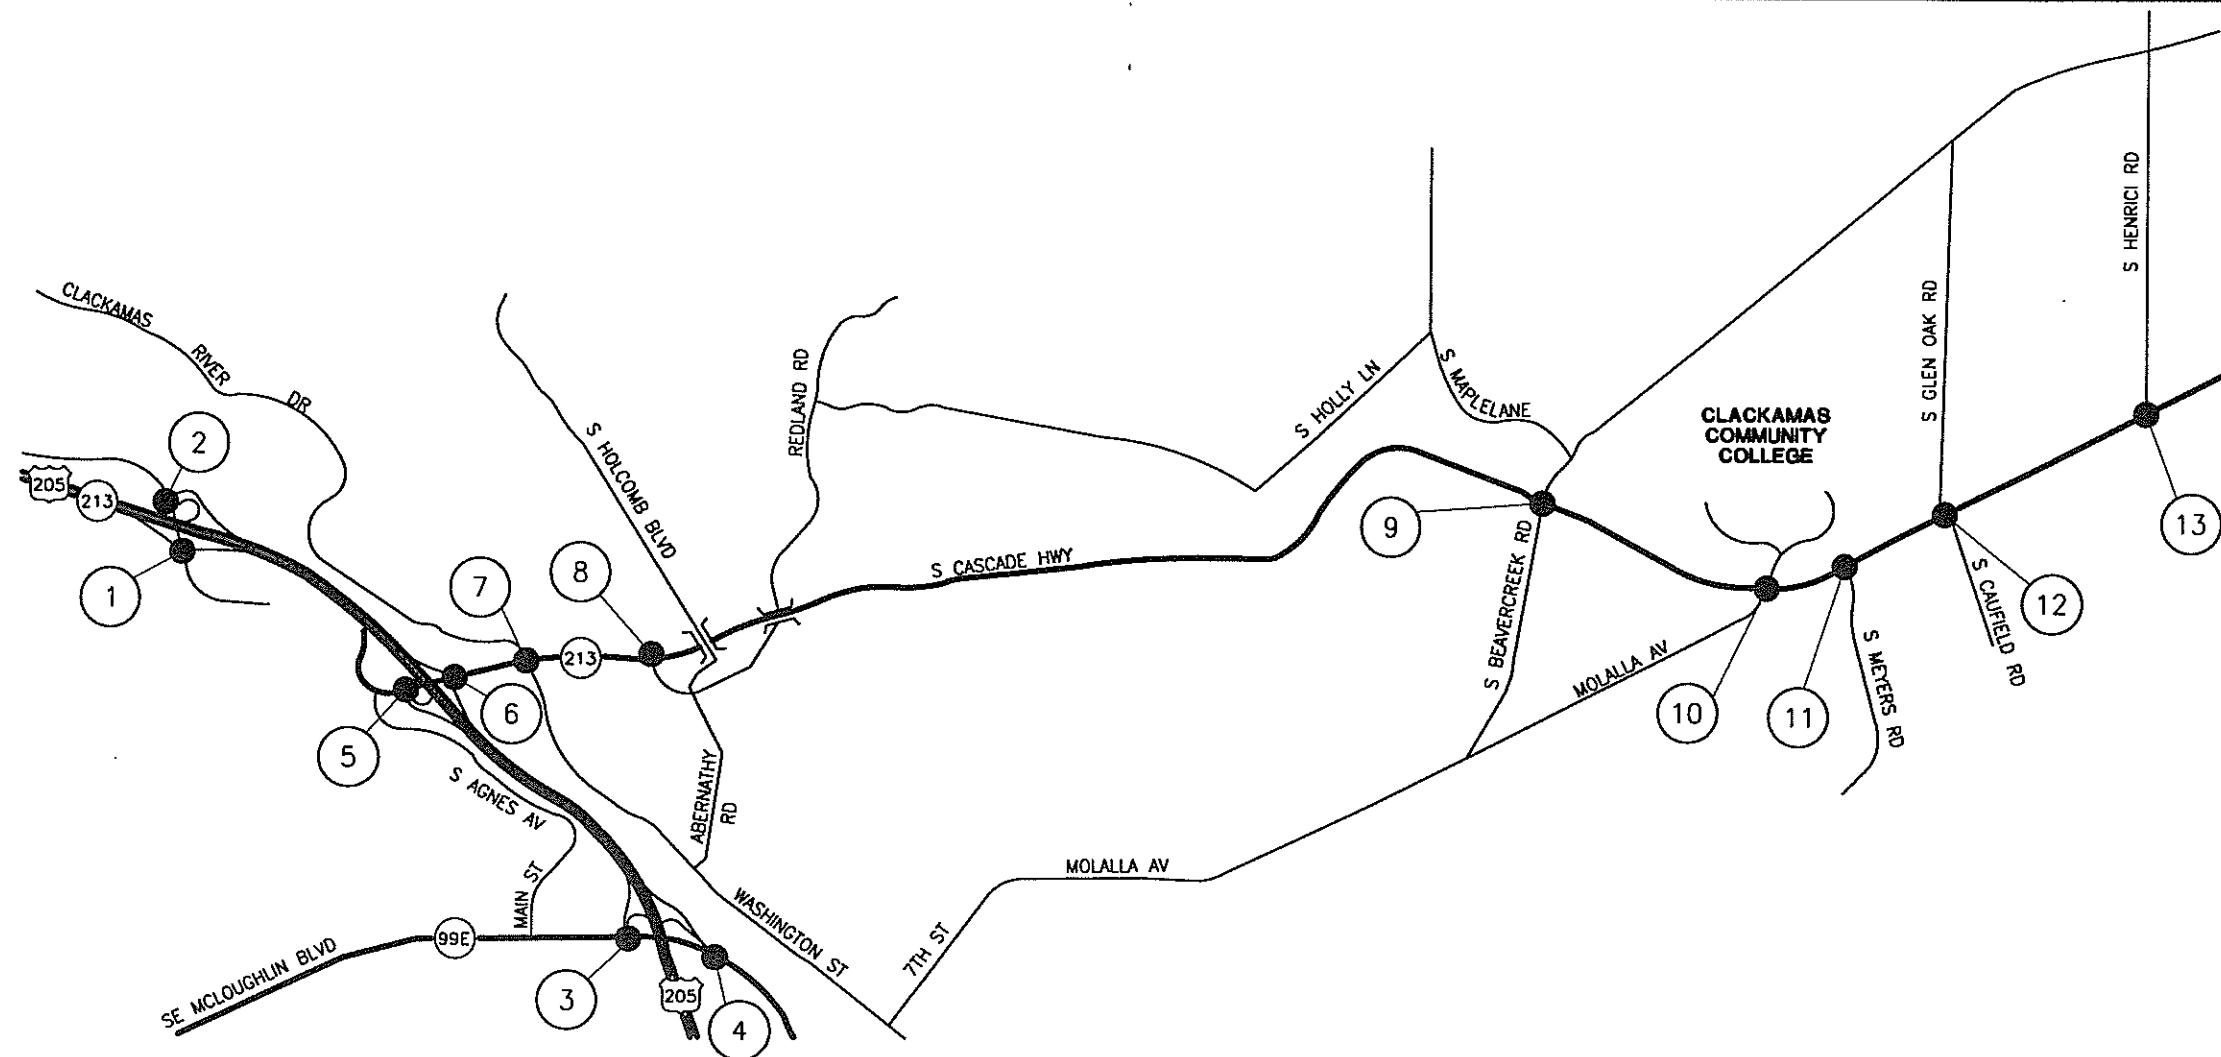 CLACKAMAS
RIVER
DR
2
205
213
1
S HOLCOMB BLVD
REDLAND RD
S HOLLY LN
S MAPLELANE
CLACKAMAS
COMMUNITY
COLLEGE
S GLEN OAK RD
S HENRICI RD
7
8
213
S CASCADE HWY
9
S BEAVERCREEK RD
13
12
S CAUFIELD RD
S MEYERS RD
11
10
MOLALLA AV
6
5
S AGNES AV
ABERNATHY
RD
MAIN ST
MOLALLA AV
WASHINGTON ST
7TH ST
99E
SE MCLOUGHLIN BLVD
3
205
4